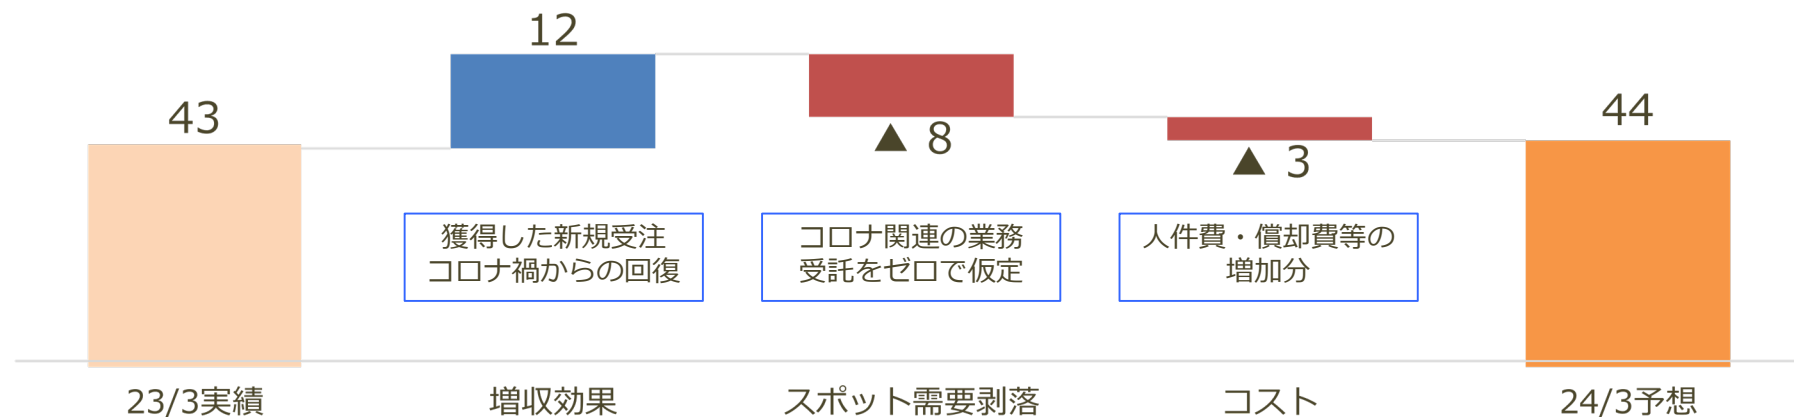 12
43
▲ 8
▲ 3
44
獲得した新規受注
コロナ禍からの回復
コロナ関連の業務
受託をゼロで仮定
人件費・償却費等の
増加分
23/3実績
増収効果
スポット需要剥落
コスト
24/3予想